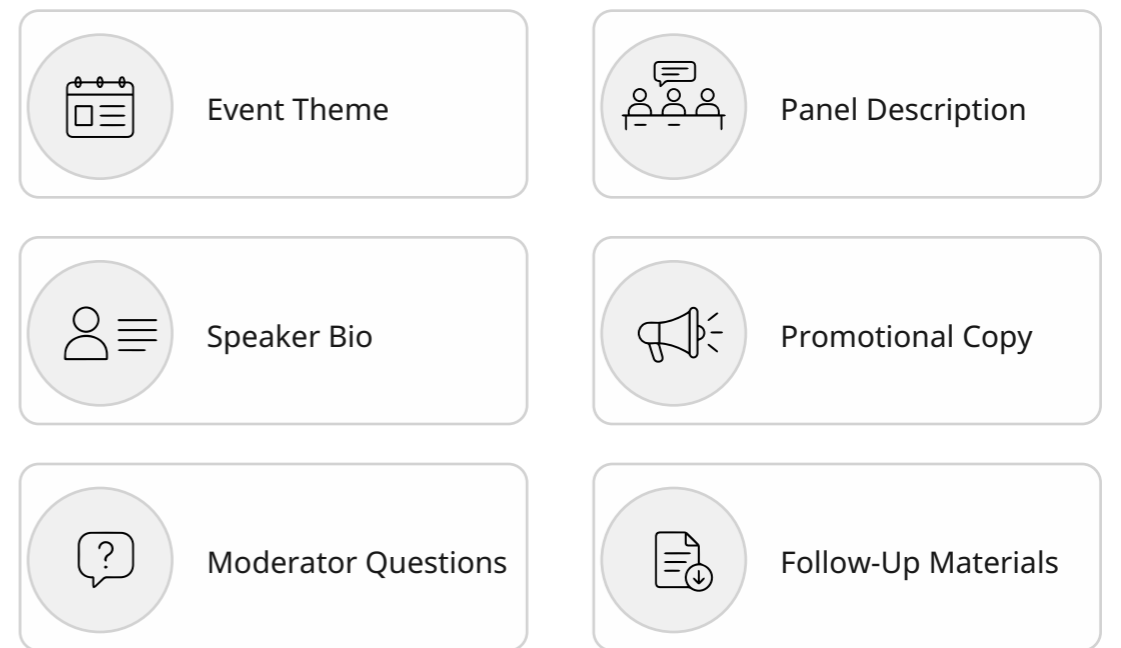 Event Theme
Panel Description
Speaker Bio
Promotional Copy
?
Moderator Questions
Follow-Up Materials